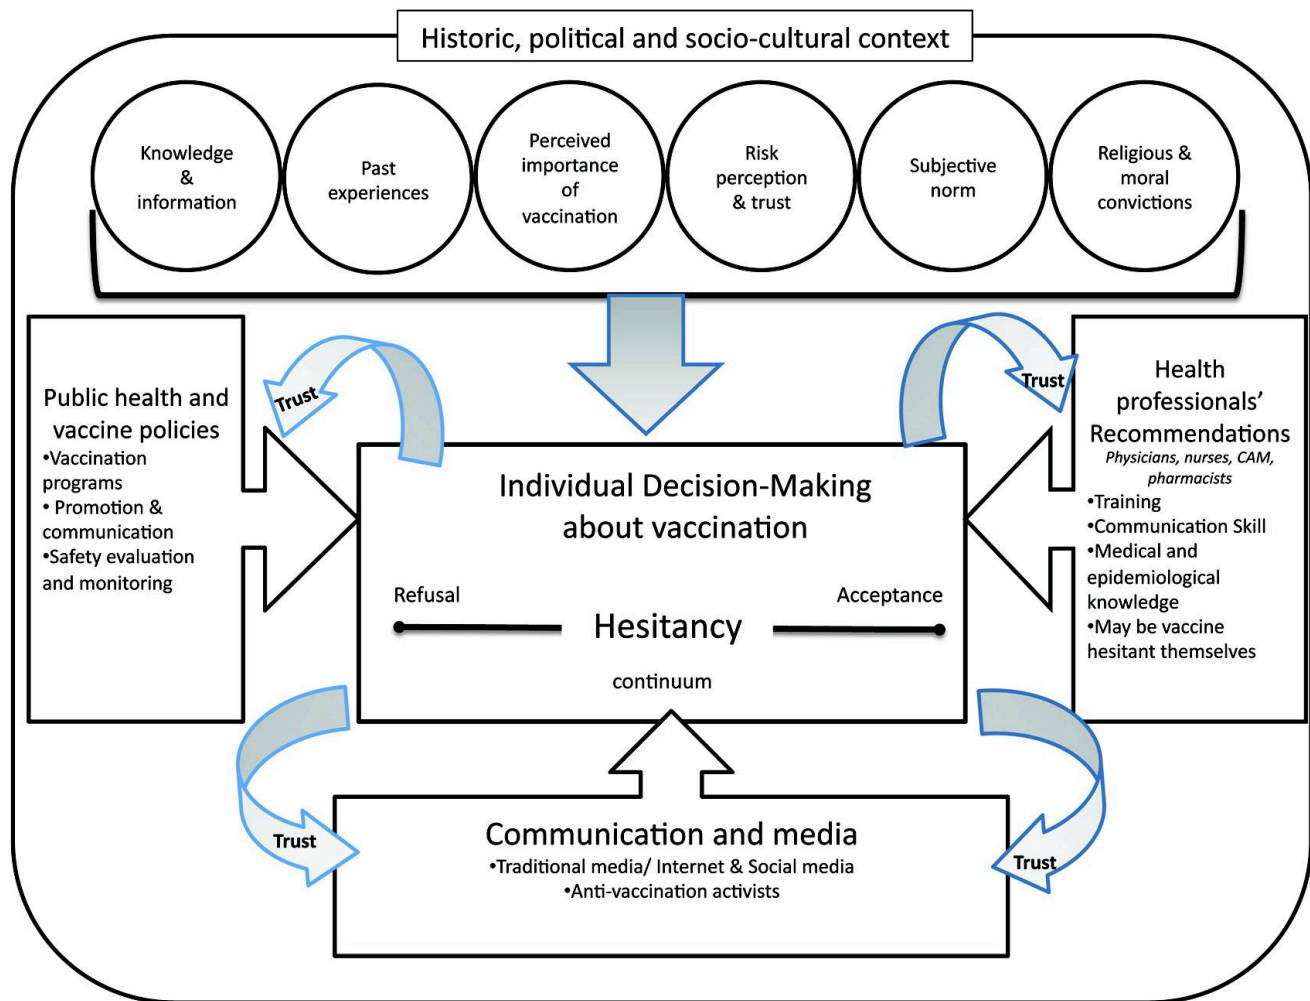 Historic, political and socio-cultural context
Knowledge
&
information
Past
experiences
Perceived
importance
of
vaccination
Risk
perception
& trust
Subjective
norm
Religious &
moral
convictions
Public health and
vaccine policies
•Vaccination
programs
• Promotion &
communication
•Safety evaluation
and monitoring
Trust
Trust
Health
professionals’
Recommendations
Physicians, nurses, CAM,
pharmacists
•Training
•Communication Skill
•Medical and
epidemiological
knowledge
•May be vaccine
hesitant themselves
Individual Decision-Making
about vaccination
Refusal
Acceptance
Hesitancy
continuum
Trust
Trust
Communication and media
•Traditional media/ Internet & Social media
•Anti-vaccination activists